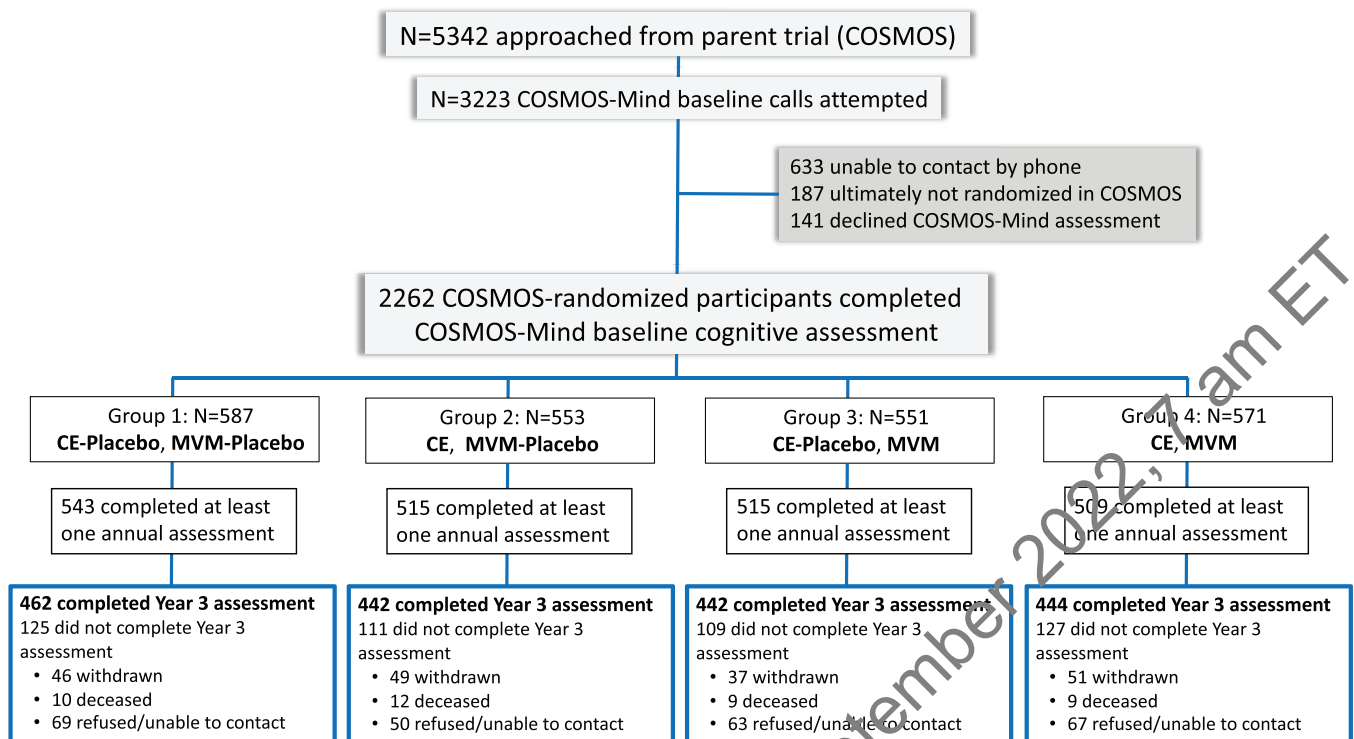 N=5342 approached from parent trial (COSMOS)
N=3223 COSMOS-Mind baseline calls attempted
633 unable to contact by phone
187 ultimately not randomized in COSMOS
141 declined COSMOS-Mind assessment
2262 COSMOS-randomized participants completed
COSMOS-Mind baseline cognitive assessment
Group 1: N=587
CE-Placebo, MVM-Placebo
Group 2: N=553
CE, MVM-Placebo
Group 3: N=551
CE-Placebo, MVM
Group 4: N=571
CE, MVM
543 completed at least
one annual assessment
515 completed at least
one annual assessment
515 completed at least
one annual assessment
509 completed at least
one annual assessment
462 completed Year 3 assessment
125 did not complete Year 3
assessment
• 46 withdrawn
• 10 deceased
• 69 refused/unable to contact
442 completed Year 3 assessment
111 did not complete Year 3
assessment
• 49 withdrawn
• 12 deceased
• 50 refused/unable to contact
442 completed Year 3 assessment
109 did not complete Year 3
assessment
• 37 withdrawn
• 9 deceased
• 63 refused/unable to contact
444 completed Year 3 assessment
127 did not complete Year 3
assessment
• 51 withdrawn
• 9 deceased
• 67 refused/unable to contact
2022, 7 am ET